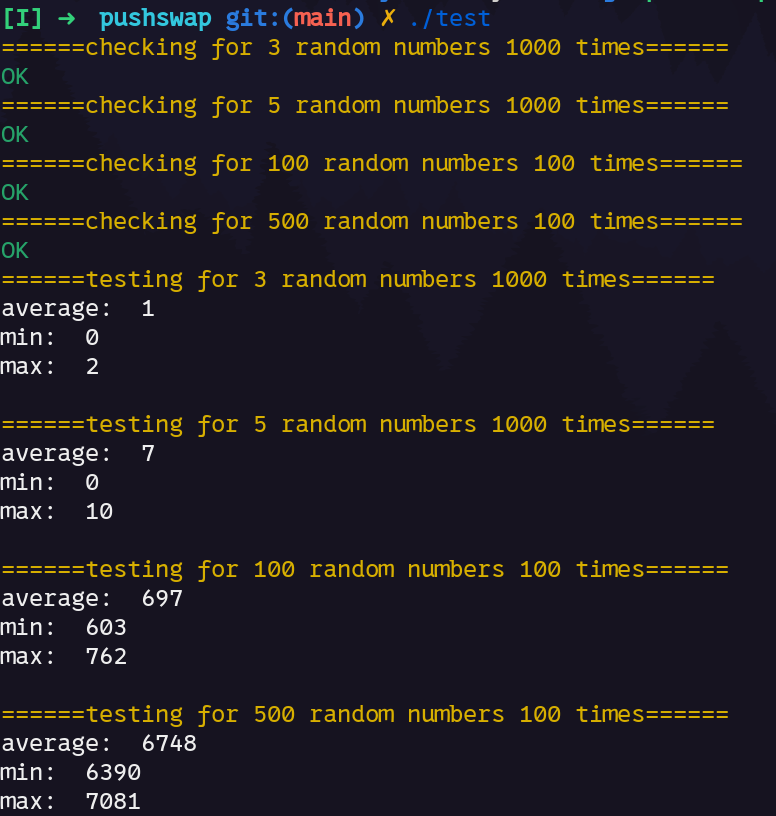 [I] → pushswap git:(main) ✗ ./test
======checking for 3 random numbers 1000 times======
OK
======checking for 5 random numbers 1000 times======
OK
======checking for 100 random numbers 100 times======
OK
======checking for 500 random numbers 100 times======
OK
======testing for 3 random numbers 1000 times======
average:  1
min:  0
max:  2
======testing for 5 random numbers 1000 times======
average:  7
min:  0
max:  10
======testing for 100 random numbers 100 times======
average:  697
min:  603
max:  762
======testing for 500 random numbers 100 times======
average:  6748
min:  6390
max:  7081